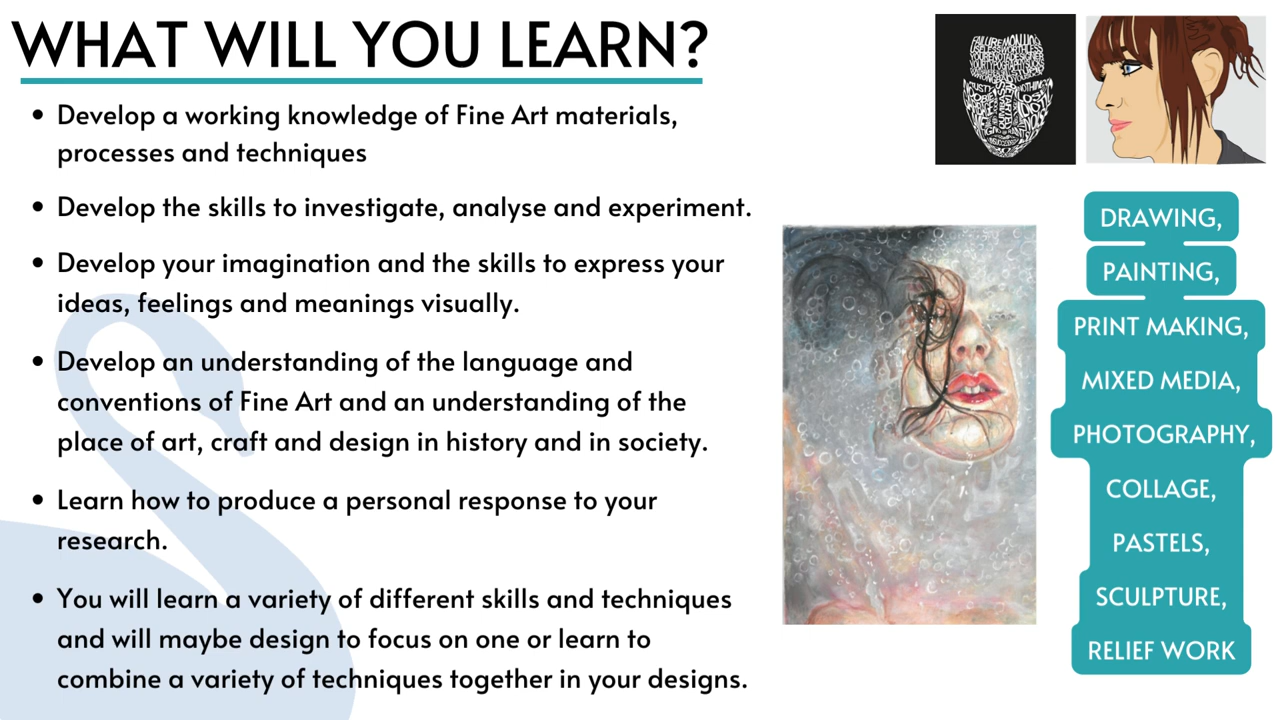 WHAT WILL YOU LEARN?
Develop a working knowledge of Fine Art materials,
processes and techniques
Develop the skills to investigate, analyse and experiment.
Develop your imagination and the skills to express your
ideas, feelings and meanings visually.
Develop an understanding of the language and
conventions of Fine Art and an understanding of the
place of art, craft and design in history and in society.
Learn how to produce a personal response to your
research.
You will learn a variety of different skills and techniques
and will maybe design to focus on one or learn to
combine a variety of techniques together in your designs.
FAILURE
DRAWING,
PAINTING,
PRINT MAKING,
MIXED MEDIA,
PHOTOGRAPHY,
COLLAGE,
PASTELS,
SCULPTURE,
RELIEF WORK